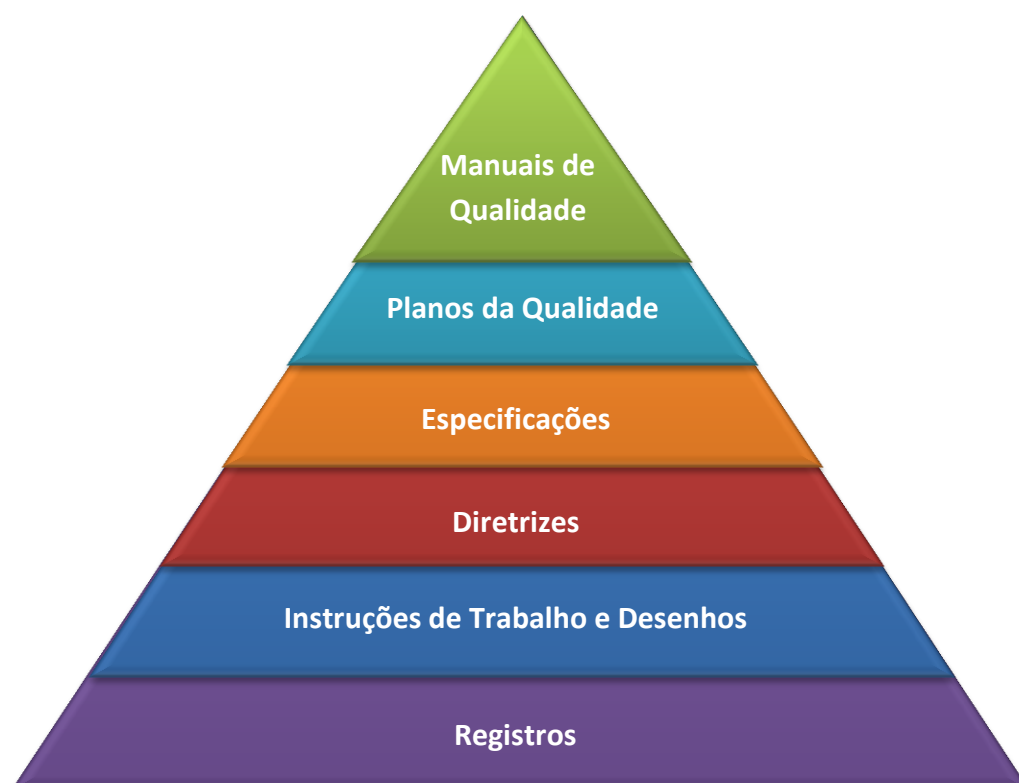 Manuais de
Qualidade
Planos da Qualidade
Especificações
Diretrizes
Instruções de Trabalho e Desenhos
Registros